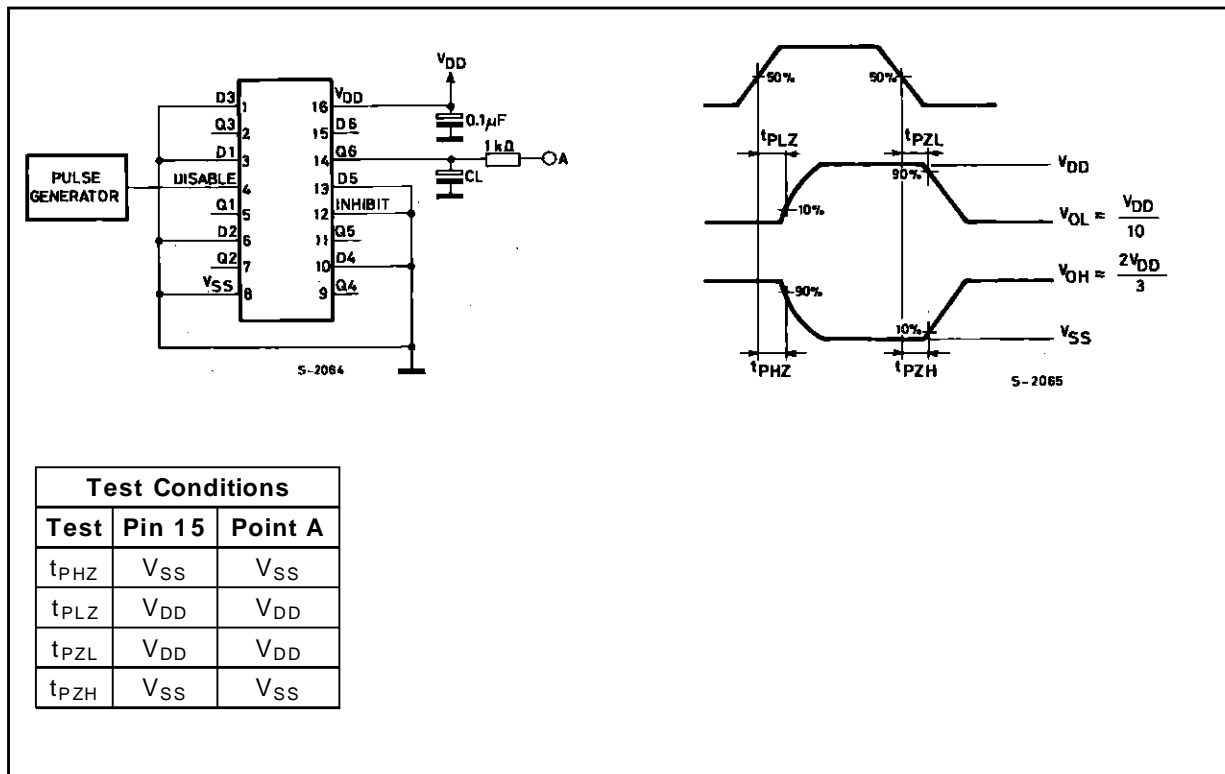 VDD
D3 1 16 VDD
0.1µF
Q3 2 15 D6
1kΩ
D1 3 14 Q6 A
PULSE GENERATOR
DISABLE 4 13 D5 CL
Q1 5 12 INHIBIT
D2 6 11 Q5
Q2 7 10 D4
VSS 8 9 Q4
S-2064
50% 50%
tPLZ tPZL
VDD
90%
10%
VOL = VDD/10
VOH = 2VDD/3
90%
10%
VSS
tPHZ tPZH
S-2065
Test Conditions
Test Pin 15 Point A
tPHZ VSS VSS
tPLZ VDD VDD
tPZL VDD VDD
tPZH VSS VSS